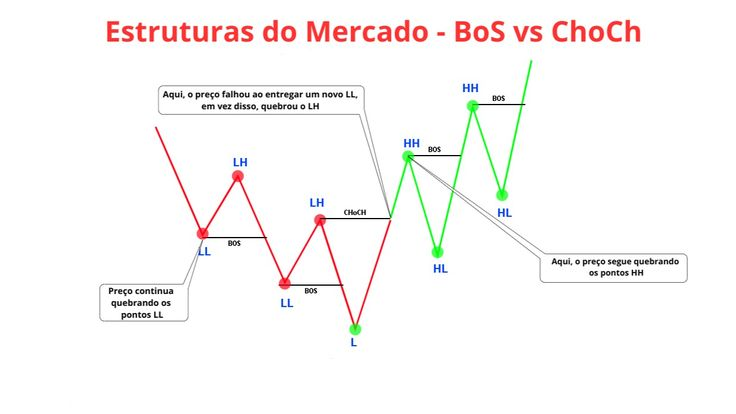 Estruturas do Mercado - BoS vs ChoCh
Aqui, o preço falhou ao entregar um novo LL,
em vez disso, quebrou o LH
HH
BOS
HH
BOS
LH
LH
CHoCH
HL
LL
BOS
HL
Aqui, o preço segue quebrando
os pontos HH
Preço continua
quebrando os
pontos LL
BOS
LL
L